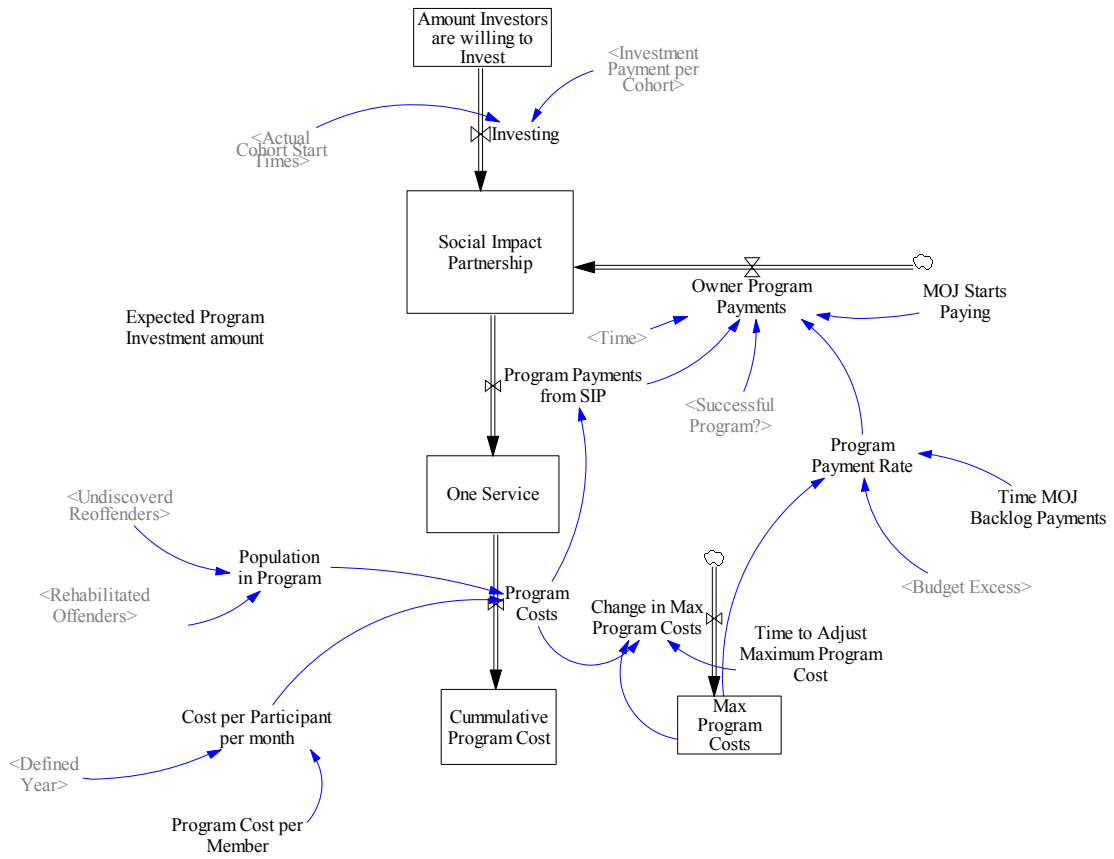 Amount Investors
are willing to
Invest
<Investment
Payment per
Cohort>
<Actual
Cohort Start
Times>
Investing
Social Impact
Partnership
Owner Program
Payments
MOJ Starts
Paying
Expected Program
Investment amount
<Time>
Program Payments
from SIP
<Successful
Program?>
Program
Payment Rate
One Service
Time MOJ
Backlog Payments
<Undiscoverd
Reoffenders>
Population
in Program
<Rehabilitated
Offenders>
Program
Costs
Change in Max
Program Costs
<Budget Excess>
Time to Adjust
Maximum Program
Cost
Cost per Participant
per month
Cummulative
Program Cost
Max
Program
Costs
<Defined
Year>
Program Cost per
Member